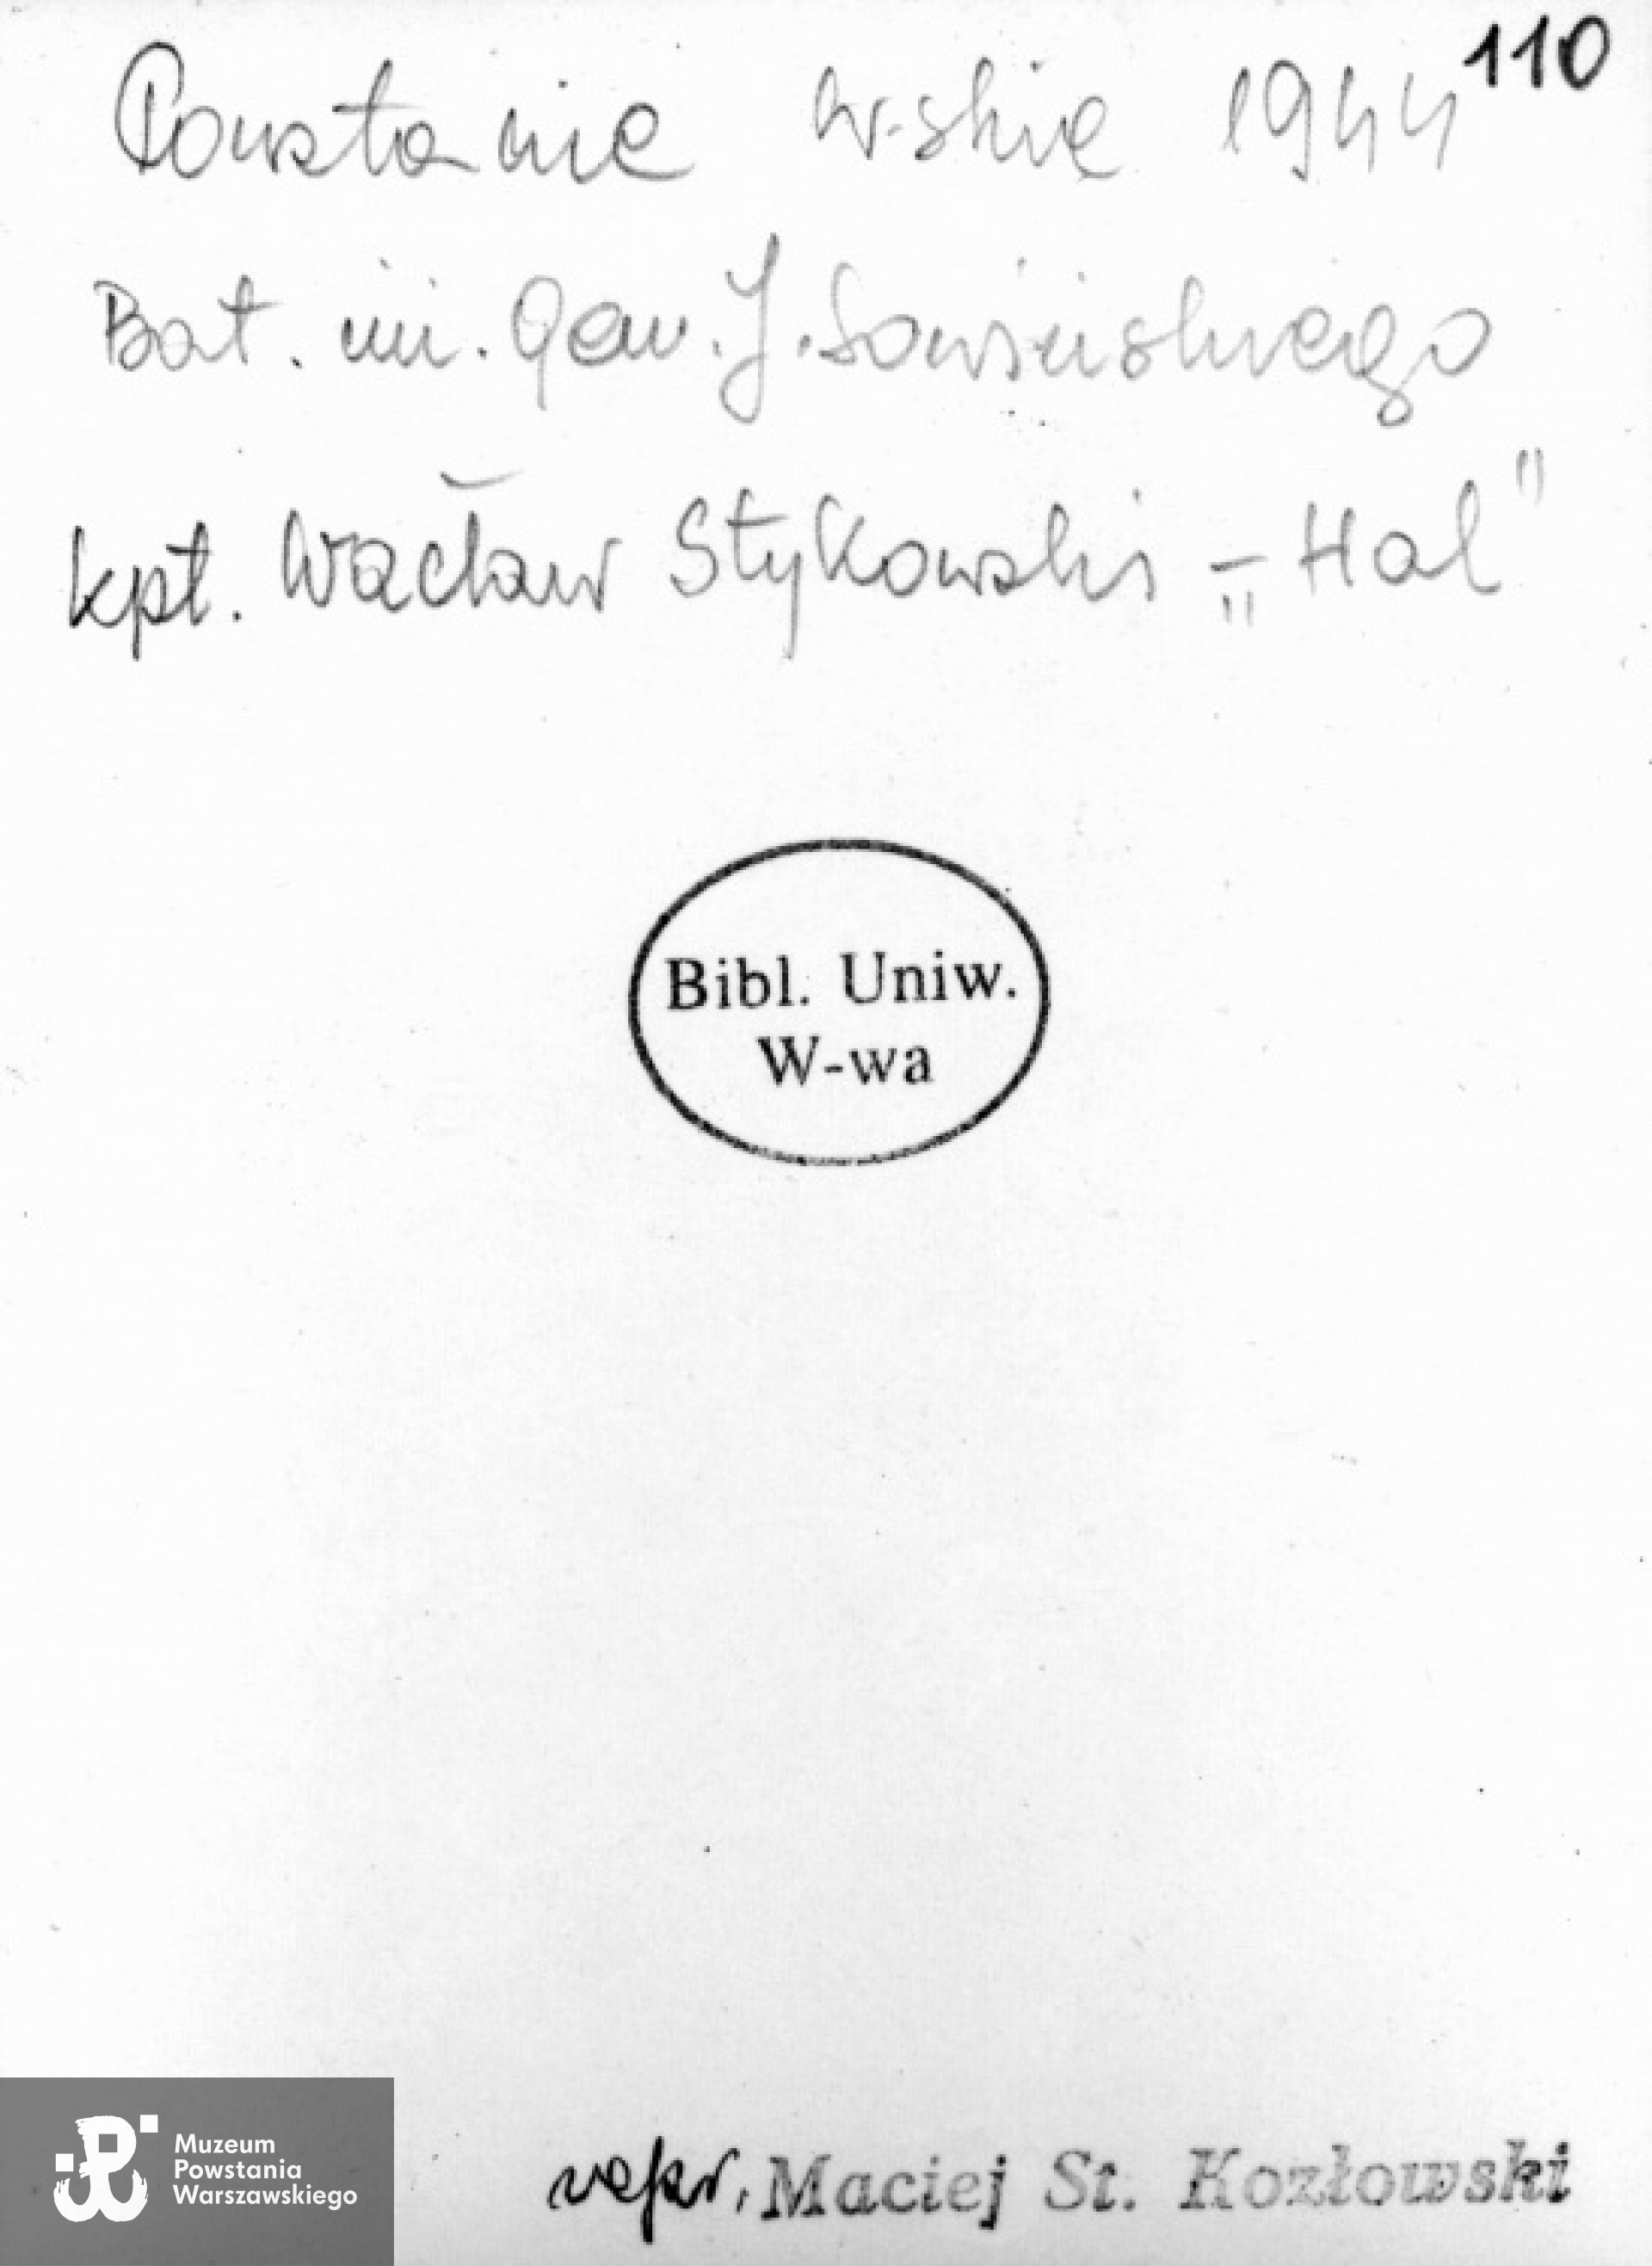 110
Powstanie w-skie 1944
Bat. im. Gen. J. Sowińskiego
kpt. Wacław Stykowski – „Hal"
Bibl. Uniw.
W-wa
Muzeum
Powstania
Warszawskiego
repr. Maciej St. Kozłowski